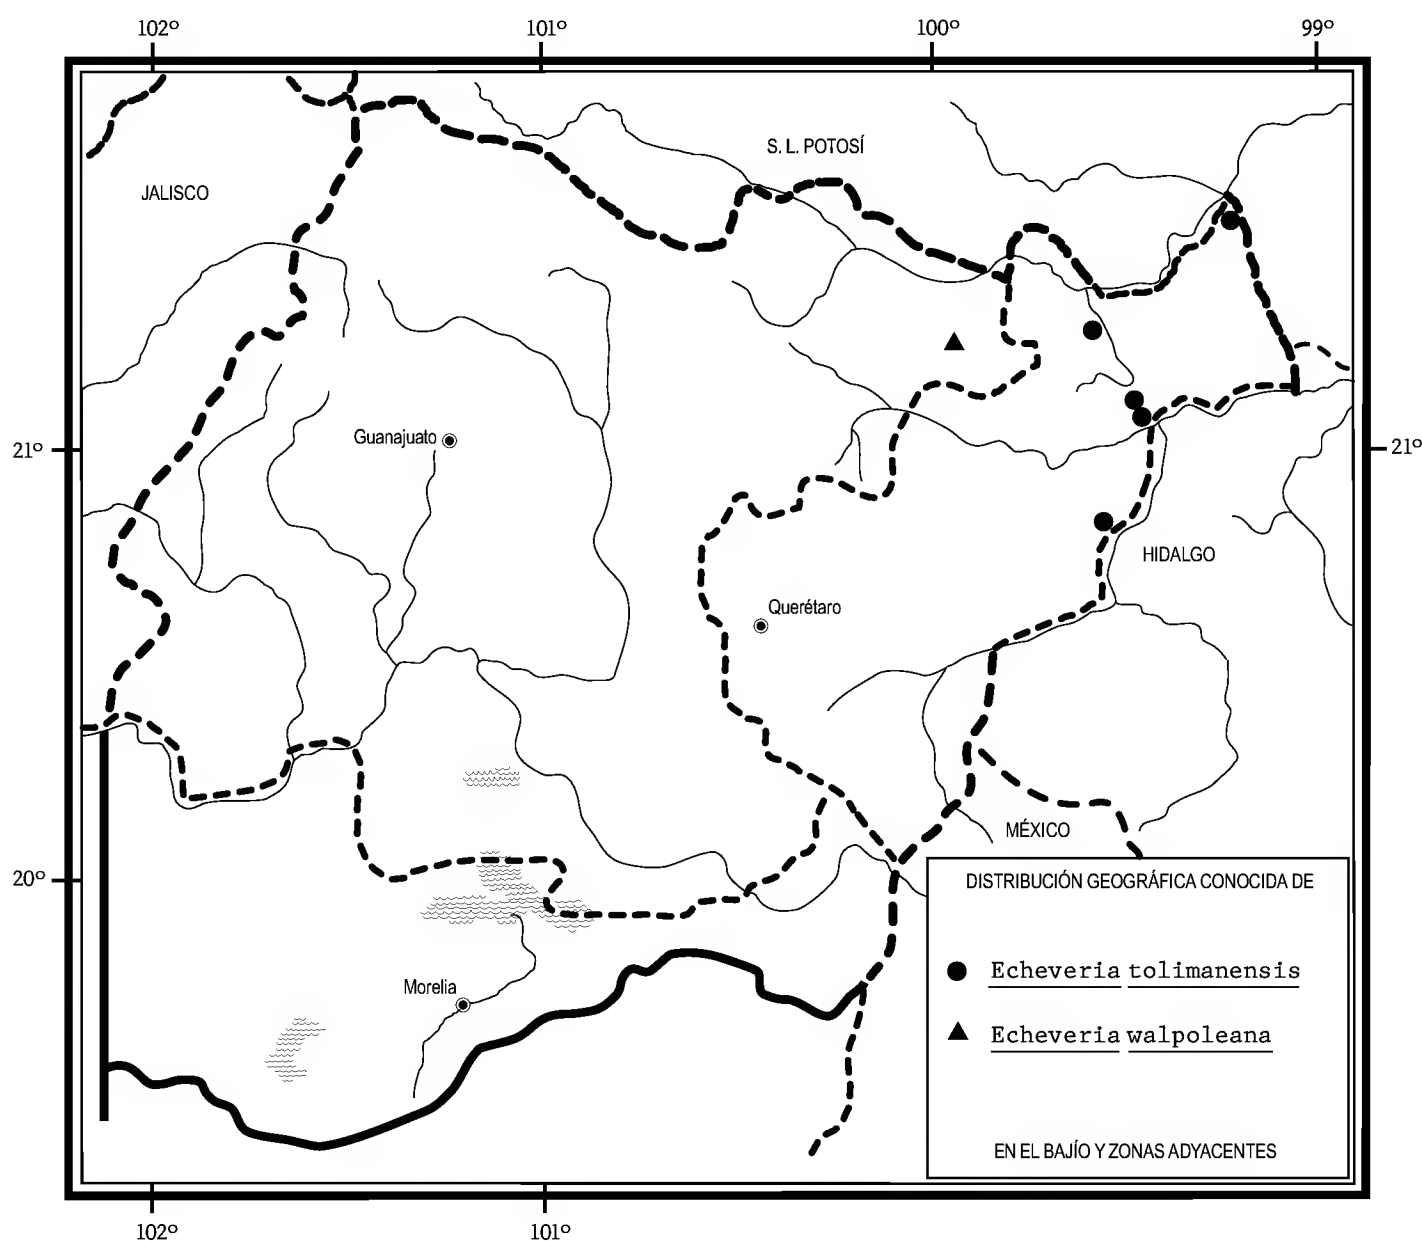 102º 101º 100º 99º
S. L. POTOSÍ
JALISCO
Guanajuato
21º 21º
HIDALGO
Querétaro
MÉXICO
20º
DISTRIBUCIÓN GEOGRÁFICA CONOCIDA DE
Echeveria tolimanensis
Morelia
Echeveria walpoleana
EN EL BAJÍO Y ZONAS ADYACENTES
102º 101º